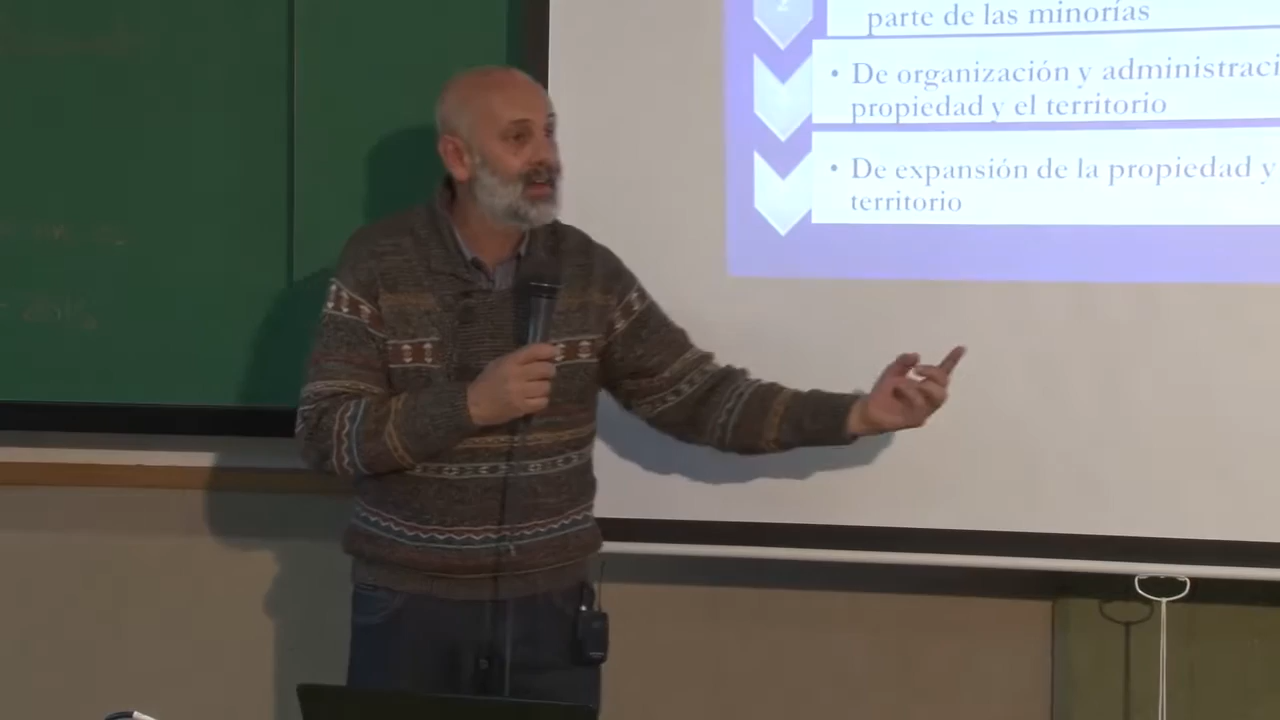 parte de las minorías
• De organización y administraci
propiedad y el territorio
• De expansión de la propiedad y
territorio